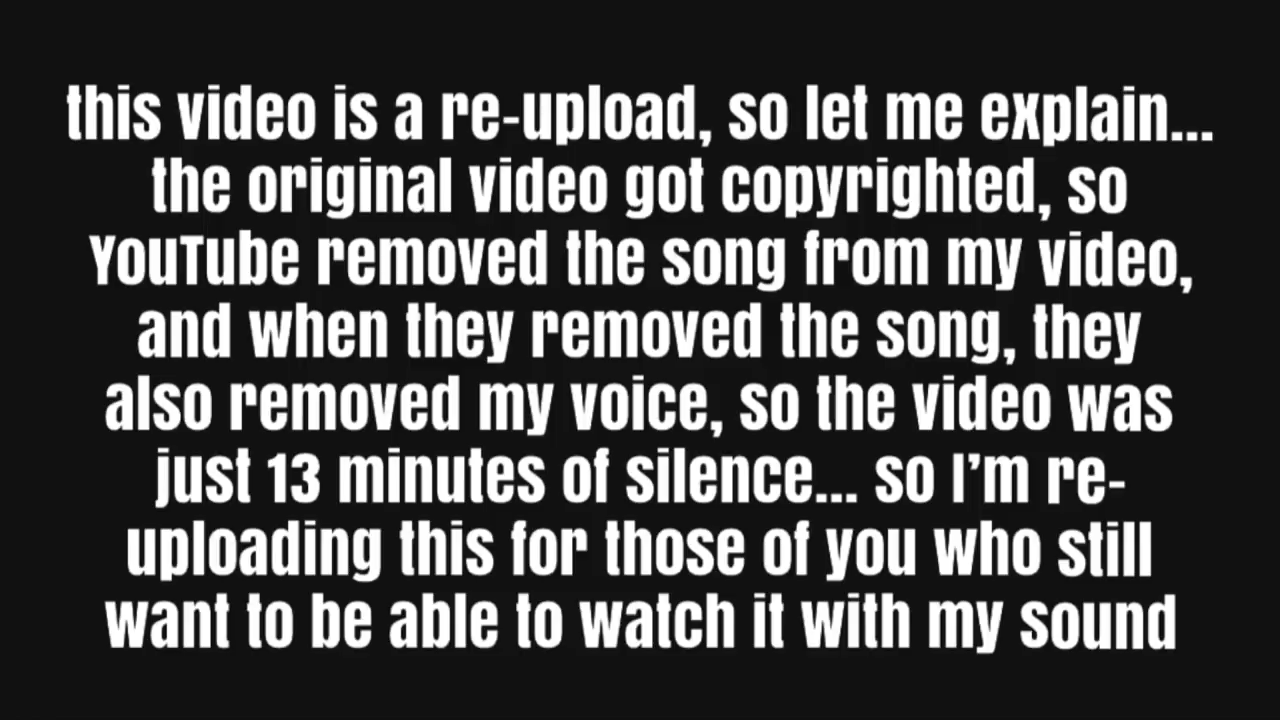 this video is a re-upload, so let me explain...
the original video got copyrighted, so
YouTube removed the song from my video,
and when they removed the song, they
also removed my voice, so the video was
just 13 minutes of silence... so I'm re-
uploading this for those of you who still
want to be able to watch it with my sound